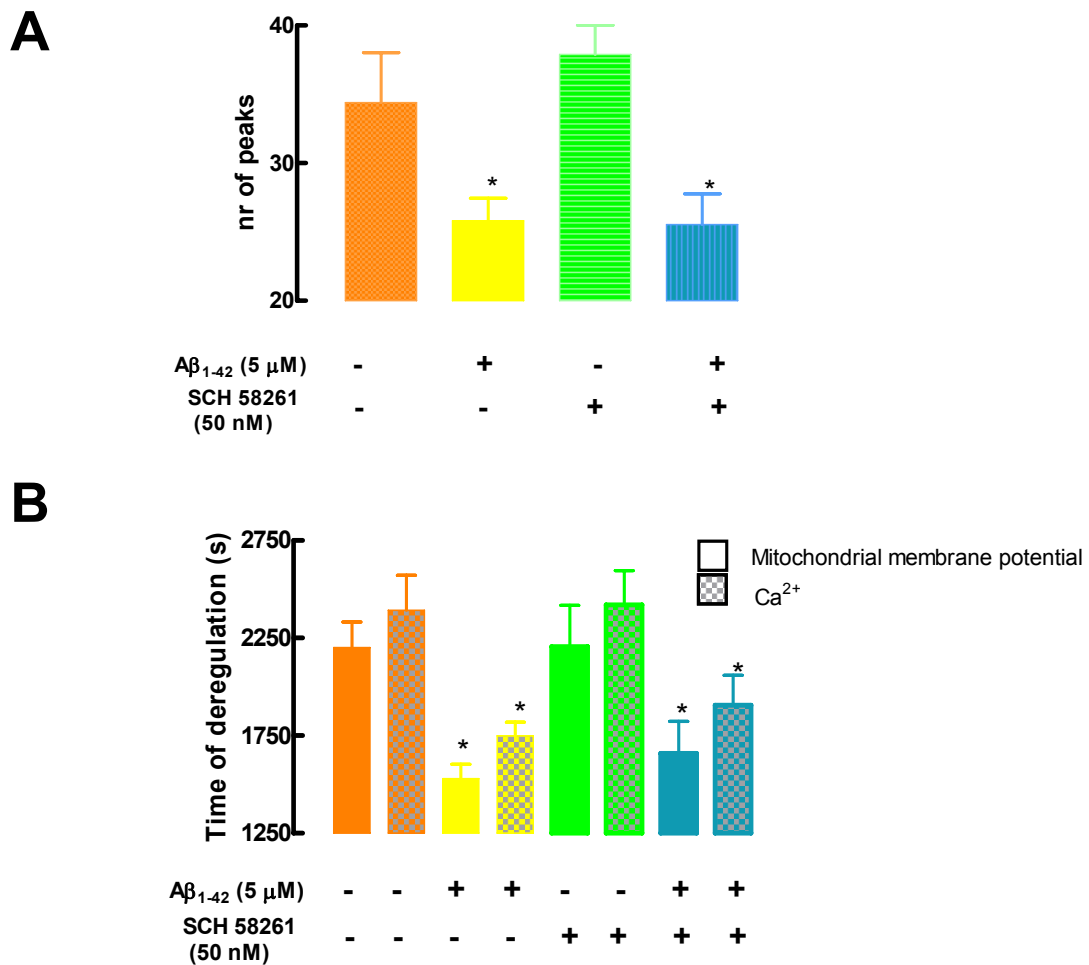 A
40
30
20
nr of peaks
*
*
Aβ1-42 (5 μM) - + - +
SCH 58261
(50 nM) - - + +
B
2750
2250
1750
1250
Time of deregulation (s)
Mitochondrial membrane potential
Ca2+
*
*
*
*
Aβ1-42 (5 μM) - - + + - - + +
SCH 58261
(50 nM) - - - - + + + +